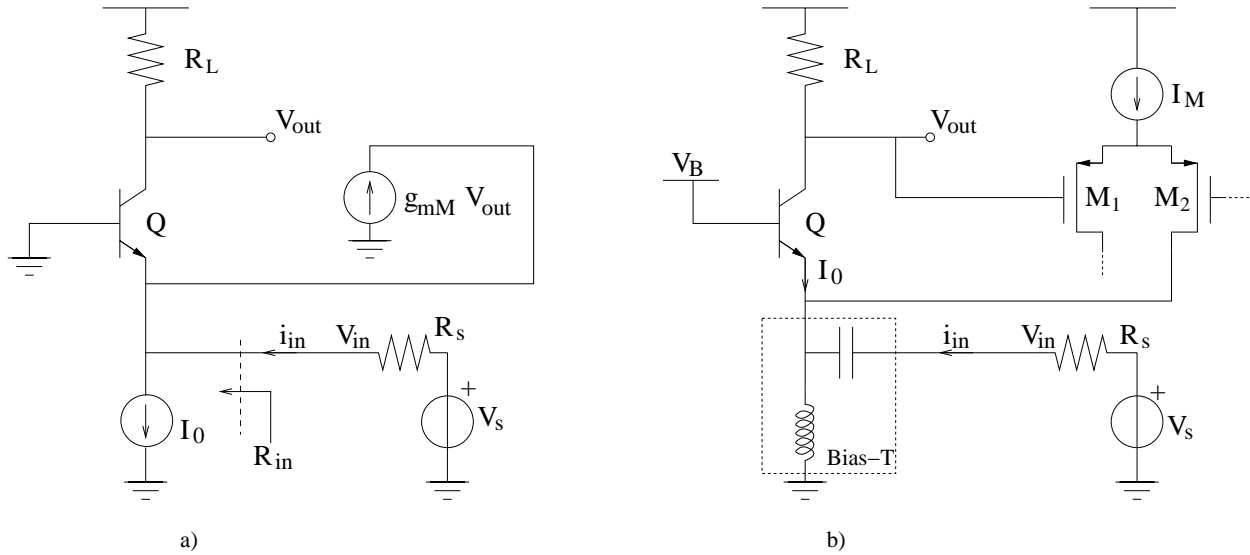 R_L
V_out
g_mM V_out
Q
i_in
V_in
R_s
+
V_s
I_0
R_in
a)
R_L
I_M
V_out
V_B
Q
M_1
M_2
I_0
i_in
V_in
R_s
+
V_s
Bias−T
b)